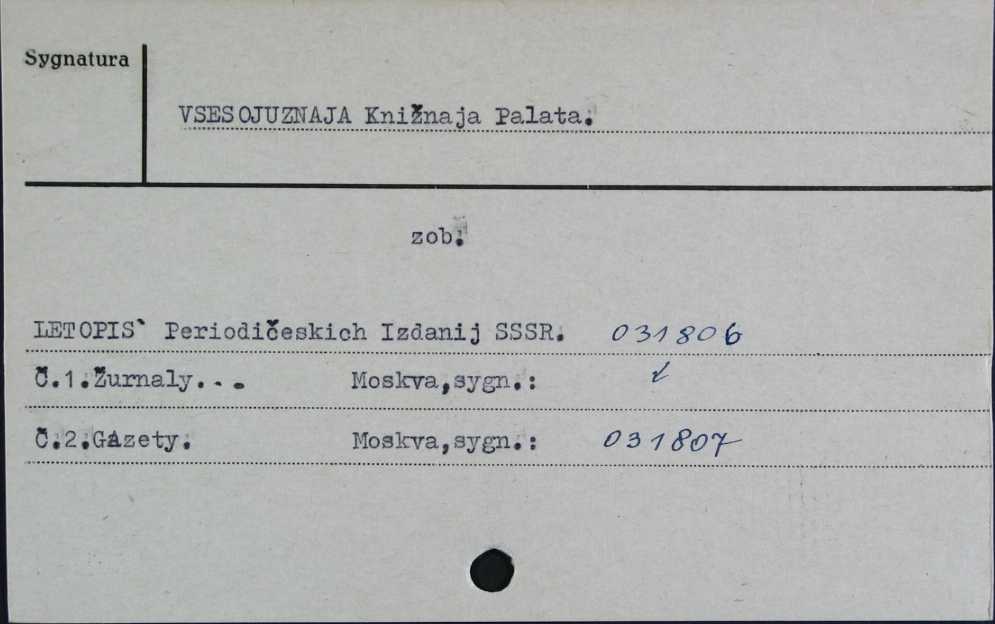 Sygnatura
VSESOJUZNAJA Knižnaja Palata.
zob.
LETOPIS` Periodičeskich Izdanij SSSR. 031806
Č.1.Žurnaly... Moskva,sygn.: ✓
Č.2.Gazety. Moskva,sygn.: 031807